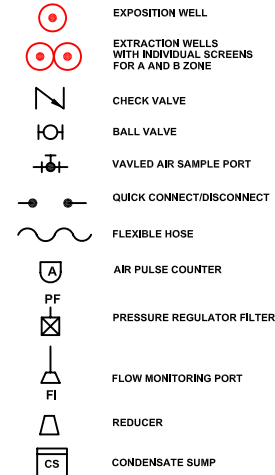 EXPOSITION WELL
EXTRACTION WELLS
WITH INDIVIDUAL SCREENS
FOR A AND B ZONE
CHECK VALVE
BALL VALVE
VAVLED AIR SAMPLE PORT
QUICK CONNECT/DISCONNECT
FLEXIBLE HOSE
A
AIR PULSE COUNTER
PF
PRESSURE REGULATOR FILTER
FLOW MONITORING PORT
FI
REDUCER
CS
CONDENSATE SUMP